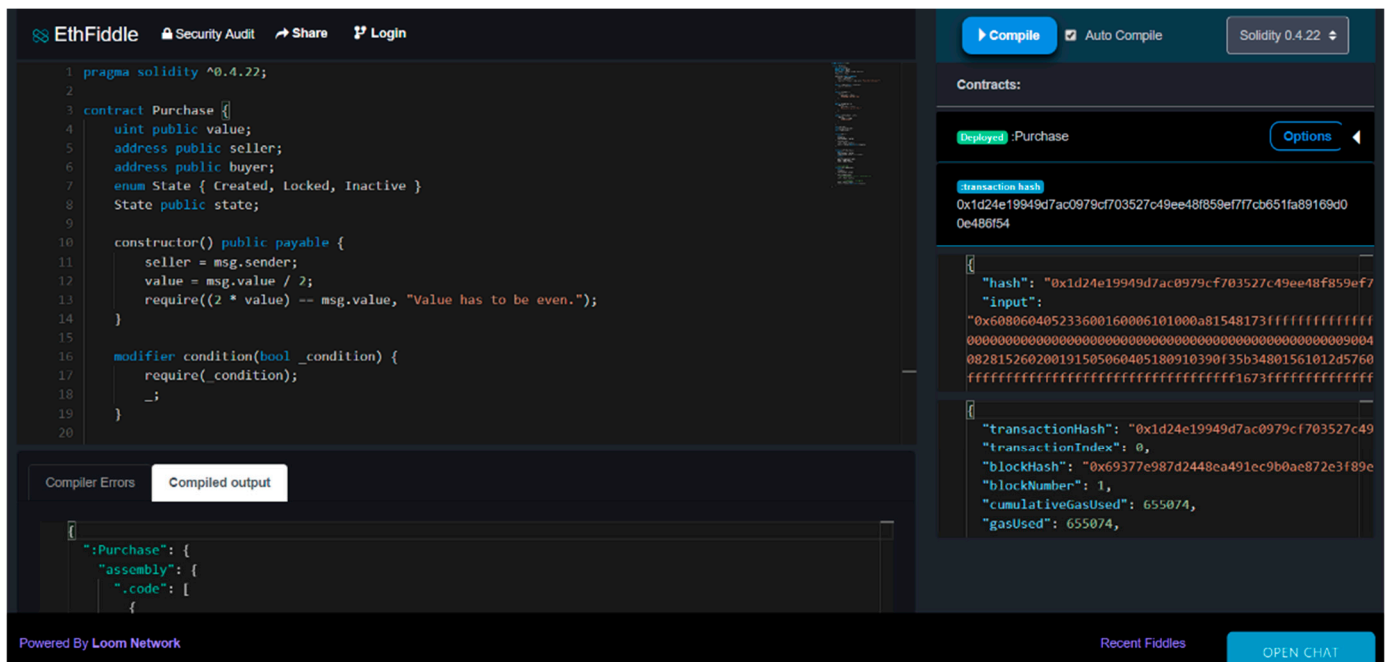 EthFiddle Security Audit Share Login
1 pragma solidity ^0.4.22;
2
3 contract Purchase {
4 uint public value;
5 address public seller;
6 address public buyer;
7 enum State { Created, Locked, Inactive }
8 State public state;
9
10 constructor() public payable {
11 seller = msg.sender;
12 value = msg.value / 2;
13 require((2 * value) == msg.value, "Value has to be even.");
14 }
15
16 modifier condition(bool _condition) {
17 require(_condition);
18 _;
19 }
20
Compiler Errors Compiled output
{
":Purchase": {
"assembly": {
".code": [
{
Compile Auto Compile Solidity 0.4.22
Contracts:
Deployed :Purchase Options
:transaction hash
0x1d24e19949d7ac0979cf703527c49ee48f859ef7f7cb651fa89169d0
0e486f54
{
"hash": "0x1d24e19949d7ac0979cf703527c49ee48f859ef7
"input":
{
"transactionHash": "0x1d24e19949d7ac0979cf703527c49
"transactionIndex": 0,
"blockHash": "0x69377e987d2448ea491ec9b0ae872e3f89e
"blockNumber": 1,
"cumulativeGasUsed": 655074,
"gasUsed": 655074,
Powered By Loom Network Recent Fiddles OPEN CHAT